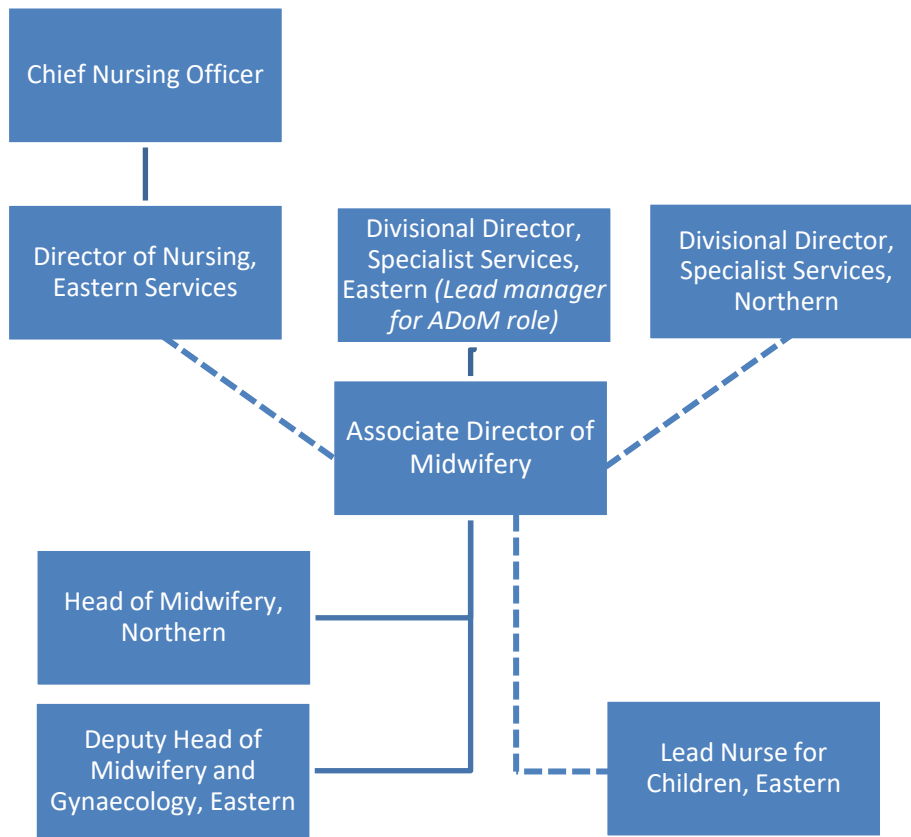 Chief Nursing Officer
Director of Nursing,
Eastern Services
Divisional Director,
Specialist Services,
Eastern (Lead manager
for ADoM role)
Divisional Director,
Specialist Services,
Northern
Associate Director of
Midwifery
Head of Midwifery,
Northern
Deputy Head of
Midwifery and
Gynaecology, Eastern
Lead Nurse for
Children, Eastern